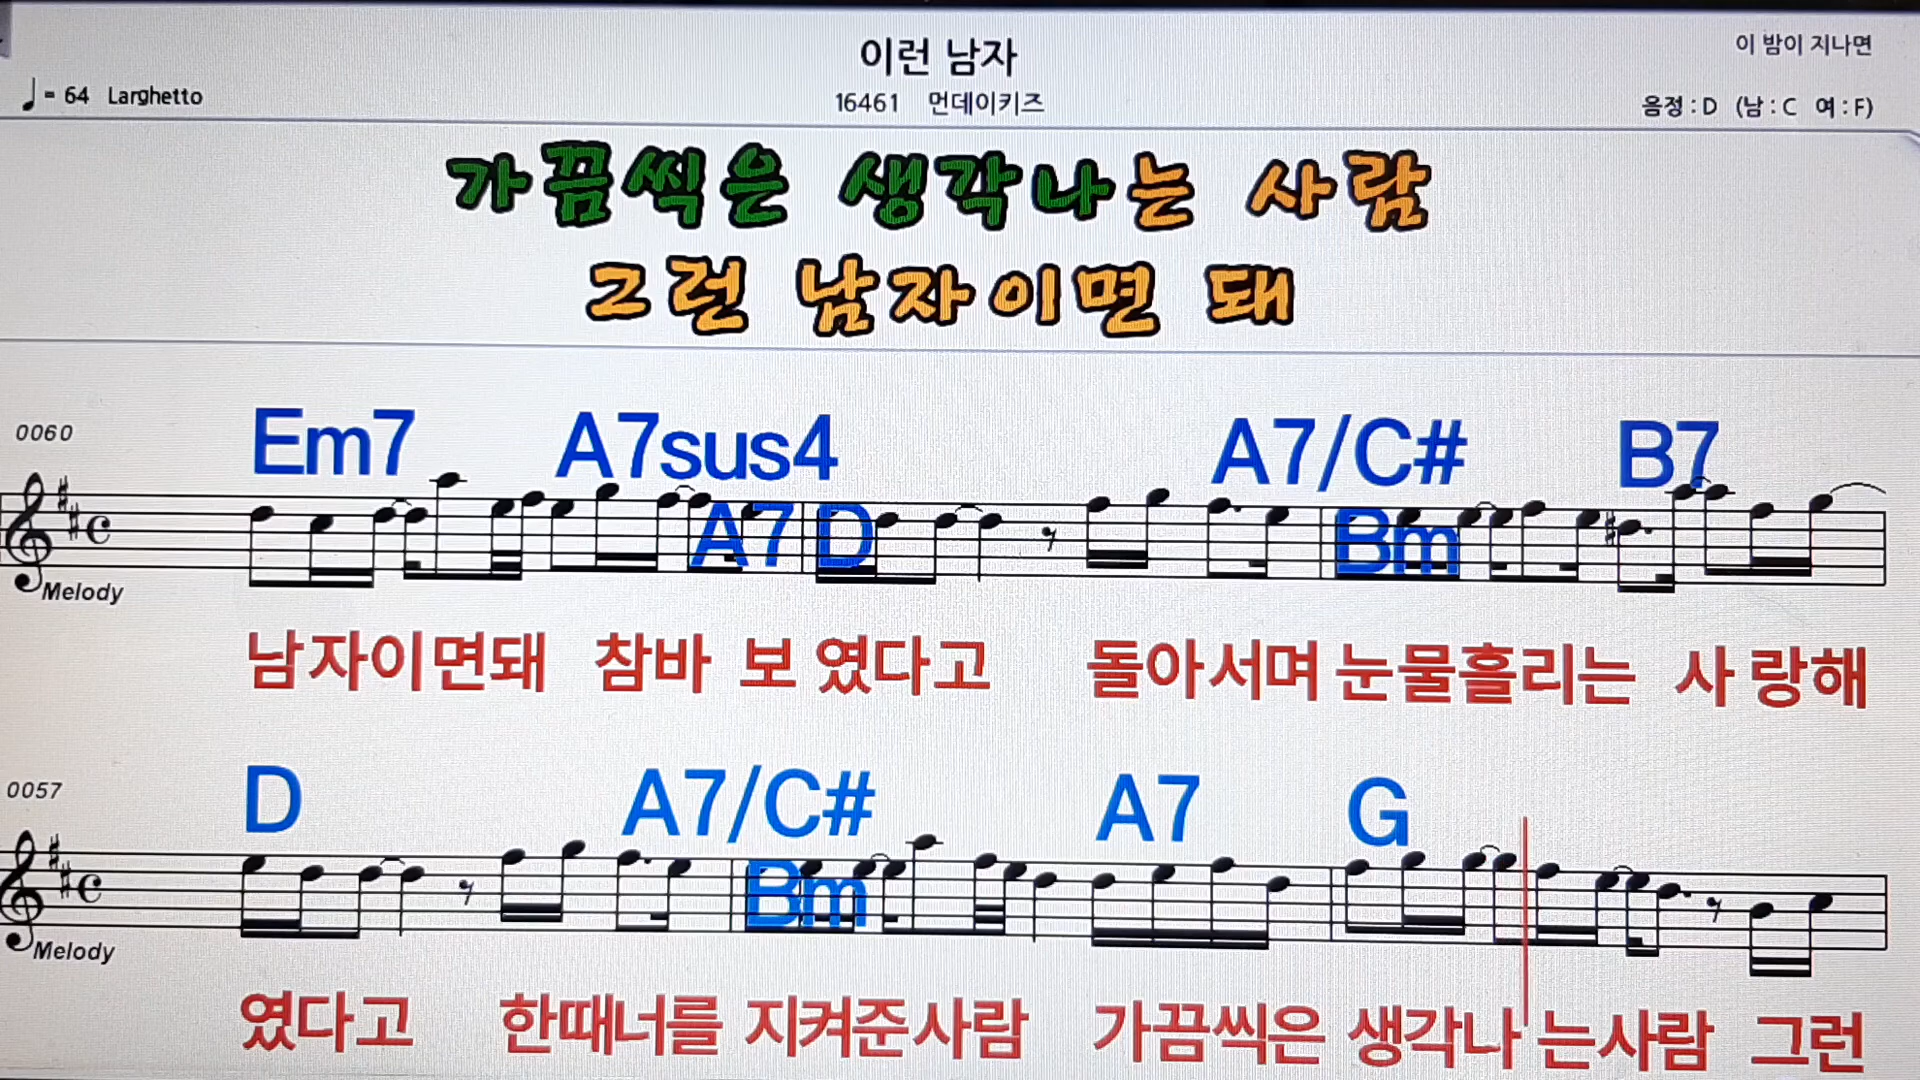 이런 남자
이 밤이 지나면
♩= 64 Larghetto
16461 먼데이키즈
음정 : D (남 : C 여 : F)
가끔씩은 생각나는 사람
그런 남자이면 돼
0060
Em7 A7sus4 A7/C# B7
A7 D Bm
Melody
남자이면돼 참바 보 였다고 돌아서며 눈물흘리는 사 랑해
0057
D A7/C# A7 G
Bm
Melody
였다고 한때너를 지켜준사람 가끔씩은 생각나 는사람 그런